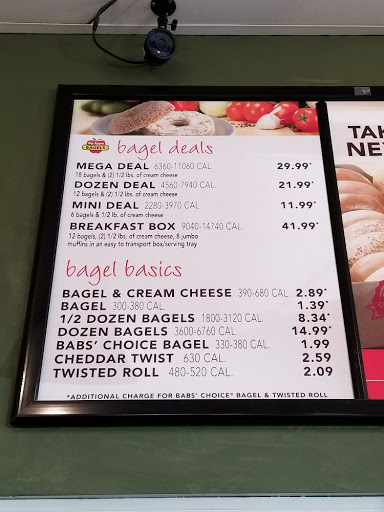 Big Apple
BAGELS
bagel deals
MEGA DEAL 6360-11060 CAL. 29.99*
18 bagels & (2) 1/2 lbs. of cream cheese
DOZEN DEAL 4560-7940 CAL. 21.99*
12 bagels & (2) 1/2 lbs. of cream cheese
MINI DEAL 2280-3970 CAL. 11.99*
6 bagels & 1/2 lb. of cream cheese
BREAKFAST BOX 9040-14740 CAL. 41.99*
12 bagels, (2) 1/2 lbs. of cream cheese, 8 jumbo
muffins in an easy to transport box/serving tray
bagel basics
BAGEL & CREAM CHEESE 390-680 CAL. 2.89*
BAGEL 300-380 CAL. 1.39*
1/2 DOZEN BAGELS 1800-3120 CAL. 8.34*
DOZEN BAGELS 3600-6760 CAL. 14.99*
BABS' CHOICE BAGEL 330-380 CAL. 1.99
CHEDDAR TWIST 630 CAL. 2.59
TWISTED ROLL 480-520 CAL. 2.09
*ADDITIONAL CHARGE FOR BABS' CHOICE® BAGEL & TWISTED ROLL
TAK
NE